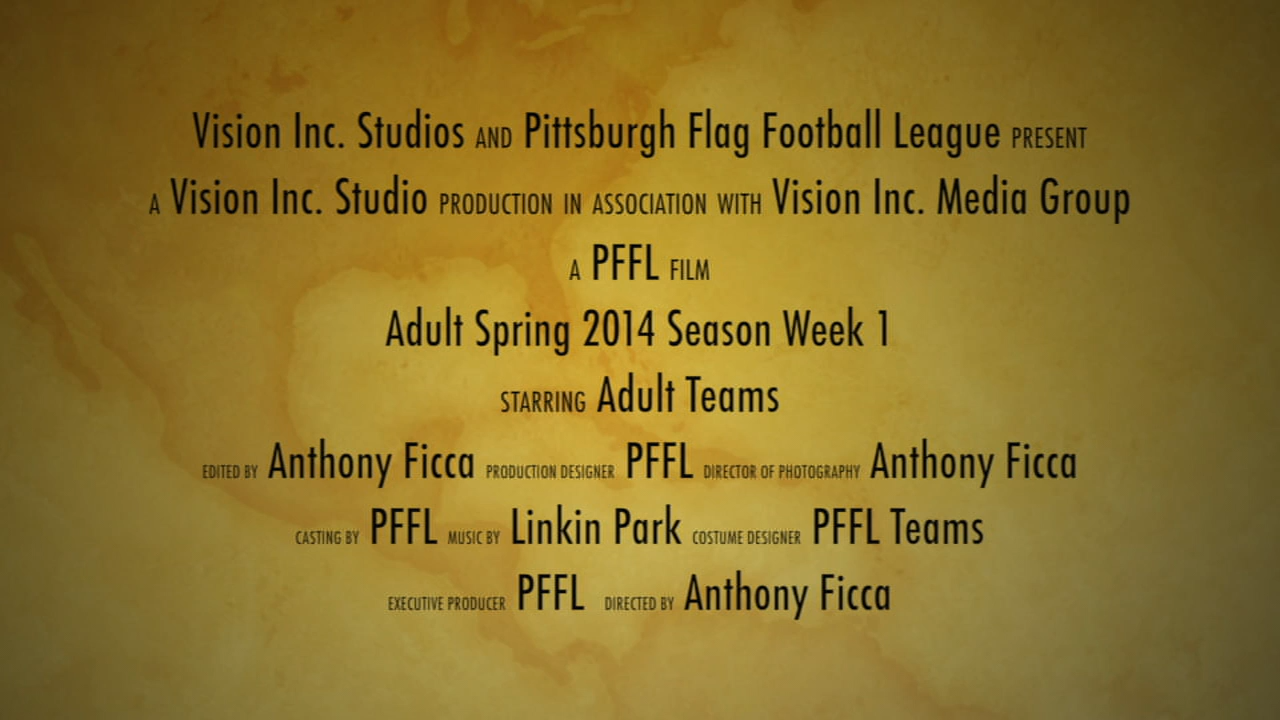 Vision Inc. Studios AND Pittsburgh Flag Football League PRESENT
A Vision Inc. Studio PRODUCTION IN ASSOCIATION WITH Vision Inc. Media Group
A PFFL FILM
Adult Spring 2014 Season Week 1
STARRING Adult Teams
EDITED BY Anthony Ficca PRODUCTION DESIGNER PFFL DIRECTOR OF PHOTOGRAPHY Anthony Ficca
CASTING BY PFFL MUSIC BY Linkin Park COSTUME DESIGNER PFFL Teams
EXECUTIVE PRODUCER PFFL DIRECTED BY Anthony Ficca